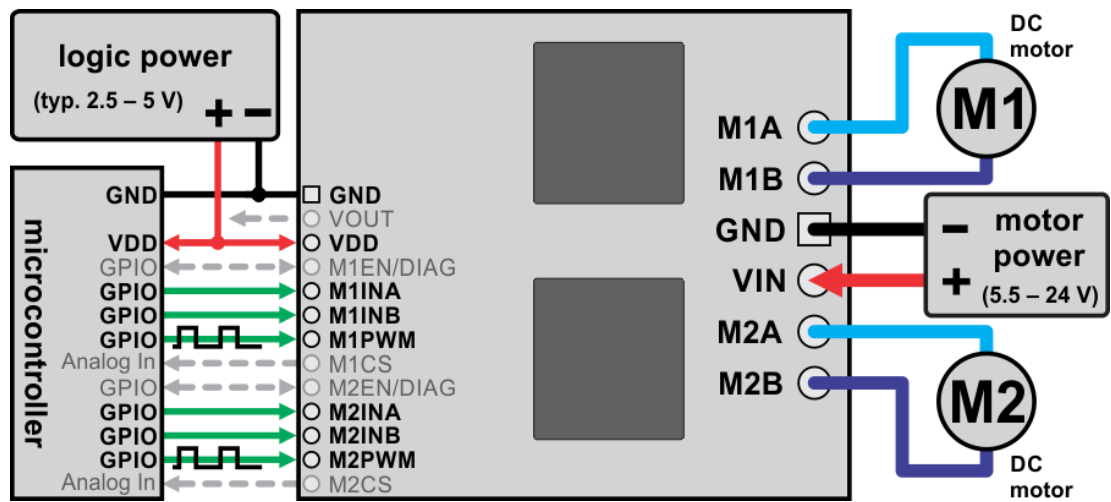 logic power
(typ. 2.5 – 5 V)
+ −
microcontroller
GND
VDD
GPIO
GPIO
GPIO
GPIO
Analog In
GPIO
GPIO
GPIO
GPIO
Analog In
GND
VOUT
VDD
M1EN/DIAG
M1INA
M1INB
M1PWM
M1CS
M2EN/DIAG
M2INA
M2INB
M2PWM
M2CS
M1A
M1B
GND
VIN
M2A
M2B
DC
motor
M1
− motor
power
+ (5.5 – 24 V)
M2
DC
motor